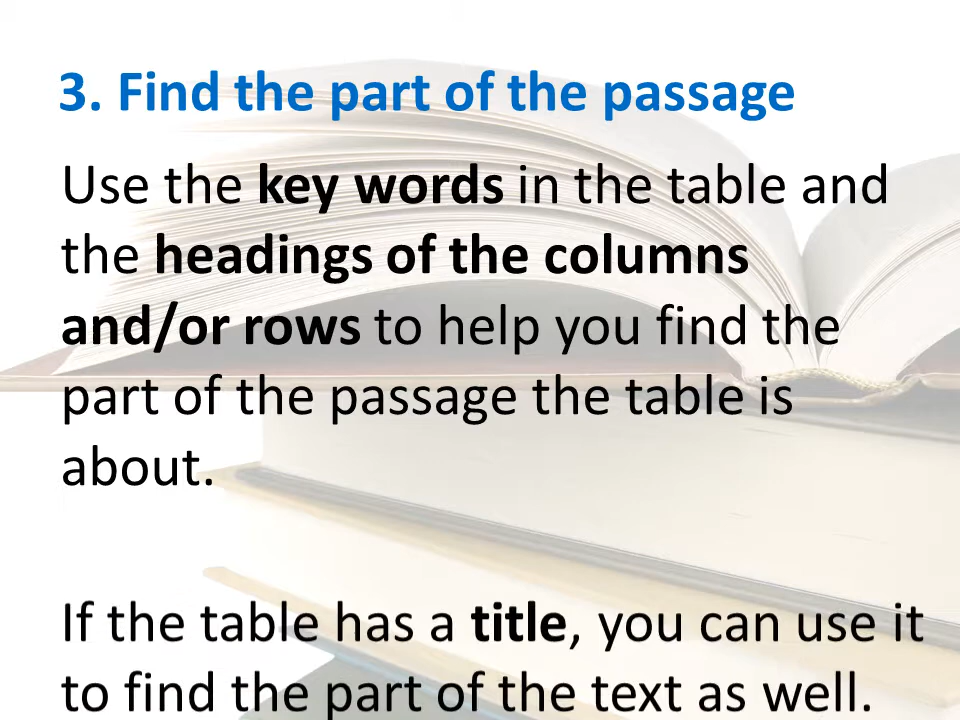 3. Find the part of the passage
Use the key words in the table and
the headings of the columns
and/or rows to help you find the
part of the passage the table is
about.
If the table has a title, you can use it
to find the part of the text as well.